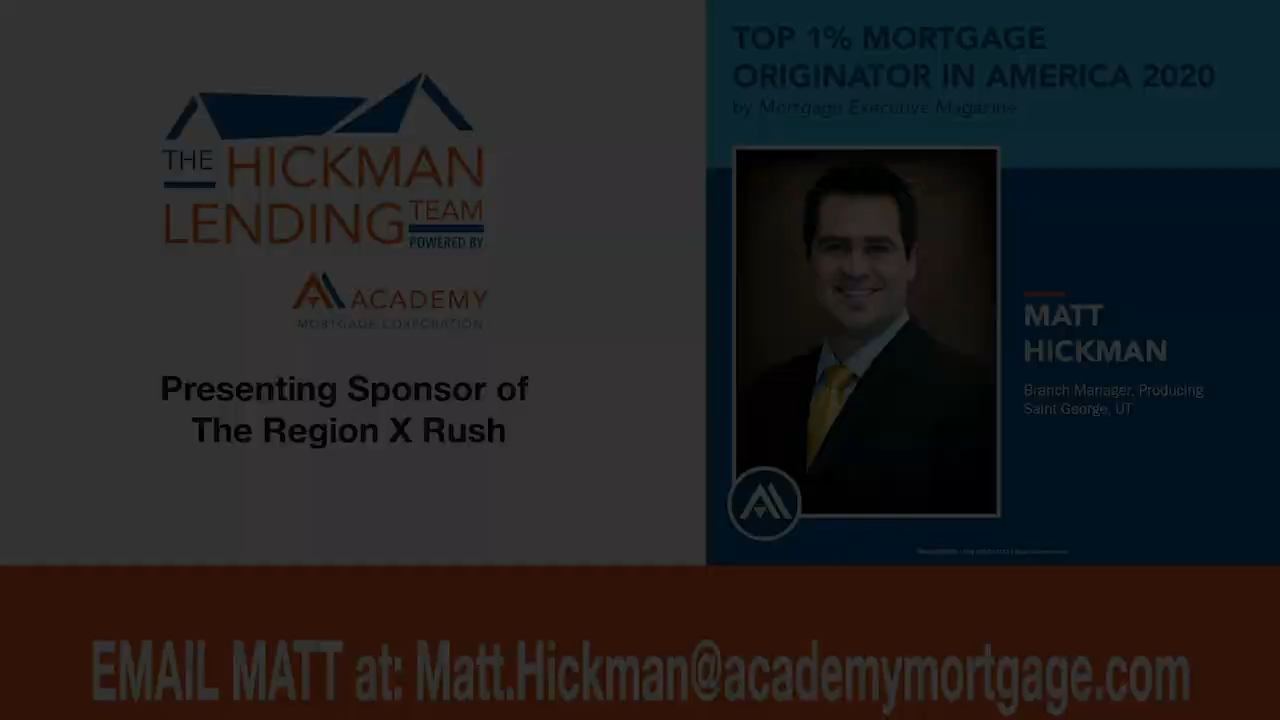 THE HICKMAN
LENDING TEAM
POWERED BY
ACADEMY
MORTGAGE CORPORATION
Presenting Sponsor of
The Region X Rush
TOP 1% MORTGAGE
ORIGINATOR IN AMERICA 2020
by Mortgage Executive Magazine
MATT
HICKMAN
Branch Manager, Producing
Saint George, UT
EMAIL MATT at: Matt.Hickman@academymortgage.com